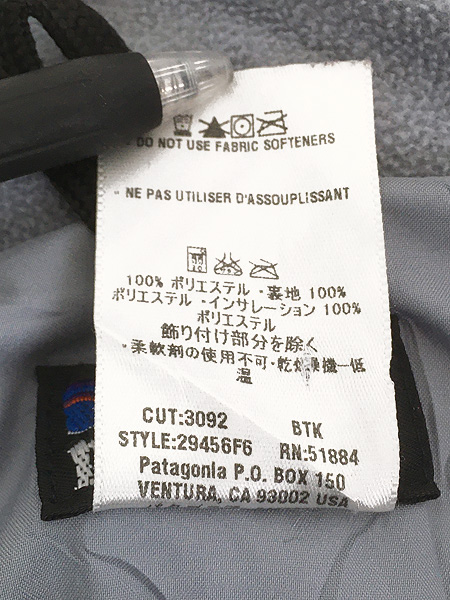 DO NOT USE FABRIC SOFTENERS
· NE PAS UTILISER D'ASSOUPLISSANT
100% ポリエステル・裏地 100%
ポリエステル・インサレーション 100%
ポリエステル
飾り付け部分を除く
・柔軟剤の使用不可・乾燥機一低
温
CUT:3092 BTK
STYLE:29456F6 RN:51884
Patagonia P.O. BOX 150
VENTURA, CA 93002 USA